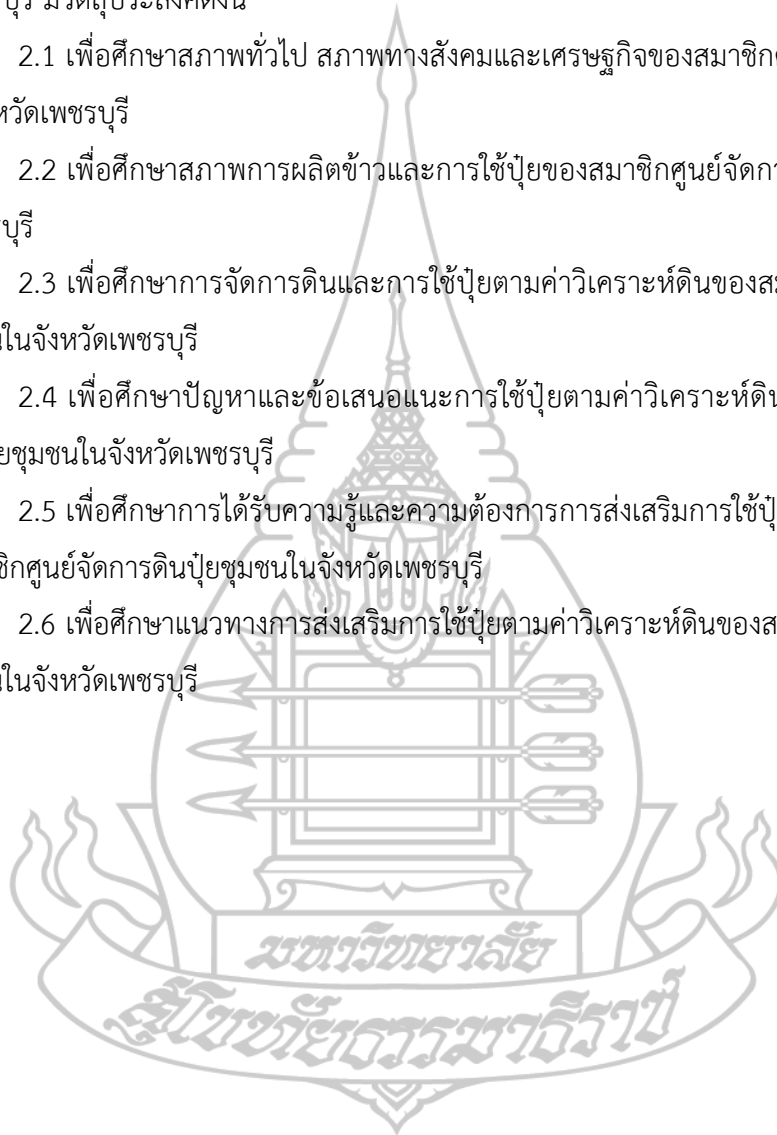 บุรี มีวัตถุประสงค์ดังนี้
2.1 เพื่อศึกษาสภาพทั่วไป สภาพทางสังคมและเศรษฐกิจของสมาชิก
หวัดเพชรบุรี
2.2 เพื่อศึกษาสภาพการผลิตข้าวและการใช้ปุ๋ยของสมาชิกศูนย์จัดกา
บุรี
2.3 เพื่อศึกษาการจัดการดินและการใช้ปุ๋ยตามค่าวิเคราะห์ดินของส
นในจังหวัดเพชรบุรี
2.4 เพื่อศึกษาปัญหาและข้อเสนอแนะการใช้ปุ๋ยตามค่าวิเคราะห์ดิน
ยชุมชนในจังหวัดเพชรบุรี
2.5 เพื่อศึกษาการได้รับความรู้และความต้องการการส่งเสริมการใช้ปุ
ชิกศูนย์จัดการดินปุ๋ยชุมชนในจังหวัดเพชรบุรี
2.6 เพื่อศึกษาแนวทางการส่งเสริมการใช้ปุ๋ยตามค่าวิเคราะห์ดินของส
นในจังหวัดเพชรบุรี
มหาวิทยาลัย
สุโขทัยธรรมาธิราช